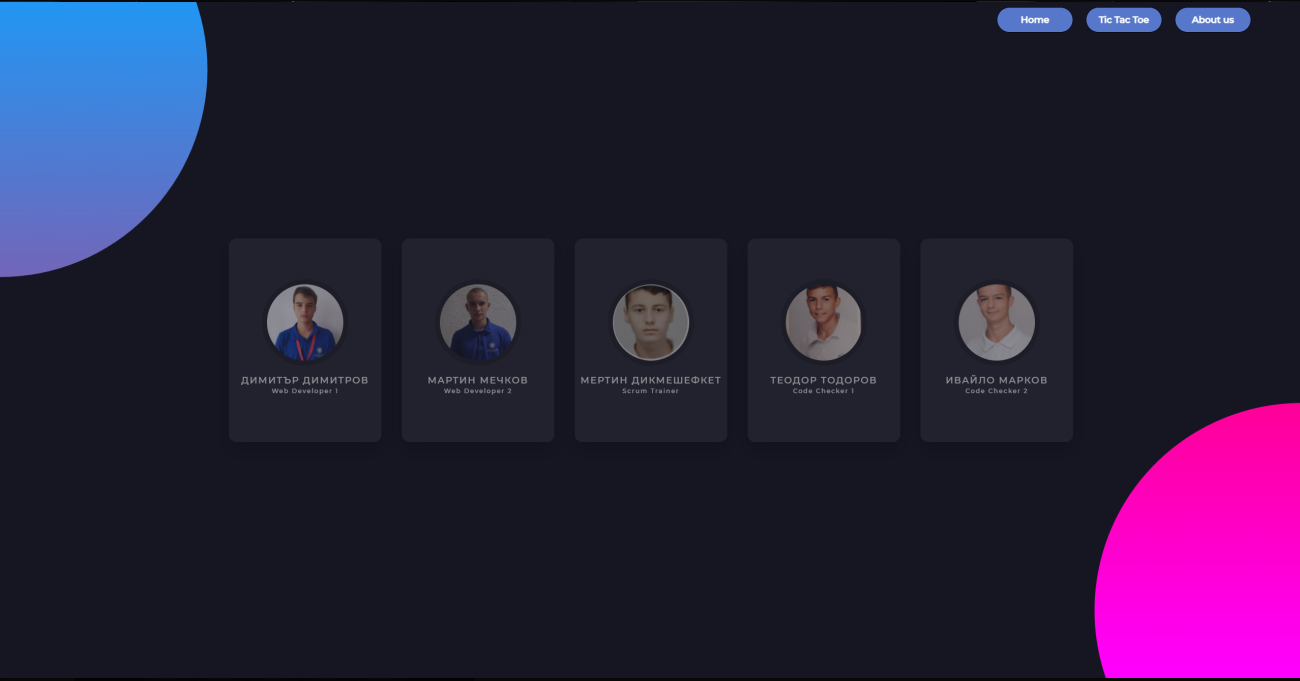 Home
Tic Tac Toe
About us
ДИМИТЪР ДИМИТРОВ
Web Developer 1
МАРТИН МЕЧКОВ
Web Developer 2
МЕРТИН ДИКМЕШЕФКЕТ
Scrum Trainer
ТЕОДОР ТОДОРОВ
Code Checker 1
ИВАЙЛО МАРКОВ
Code Checker 2